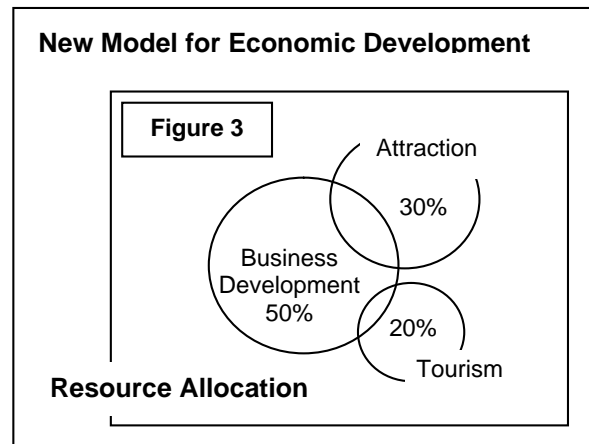 New Model for Economic Development
Figure 3
Attraction
30%
Business
Development
50%
20%
Tourism
Resource Allocation